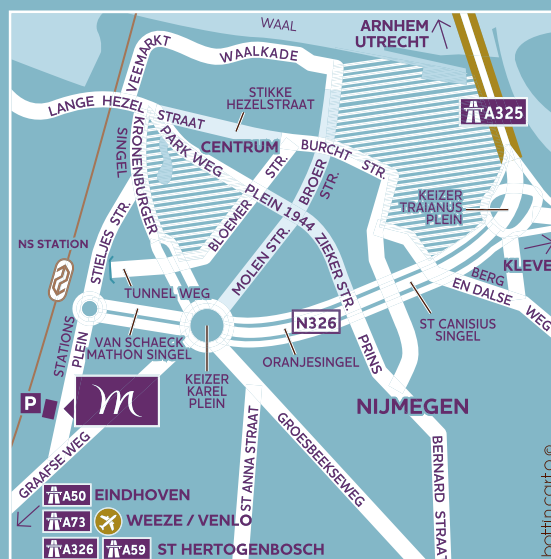 WAAL
ARNHEM
UTRECHT
VEEMARKT
WAALKADE
STIKKE
HEZELSTRAAT
LANGE HEZEL STRAAT
A325
SINGEL
KRONENBURGER
PARK WEG
CENTRUM
BURCHT STR.
BLOEMER STR.
BROER STR.
PLEIN 1944
KEIZER
TRAIANUS
PLEIN
STIELJES STR.
MOLEN STR.
ZIEKER STR.
NS STATION
KLEVE
BERG
EN DALSE WEG
TUNNEL WEG
N326
ST CANISIUS
SINGEL
STATIONS
PLEIN
VAN SCHAECK
MATHON SINGEL
ORANJESINGEL
PRINS
KEIZER
KAREL
PLEIN
P
m
NIJMEGEN
GRAAFSE WEG
ST ANNA STRAAT
GROESBEEKSEWEG
BERNARD STRAAT
A50 EINDHOVEN
A73 WEEZE / VENLO
A326 A59 ST HERTOGENBOSCH